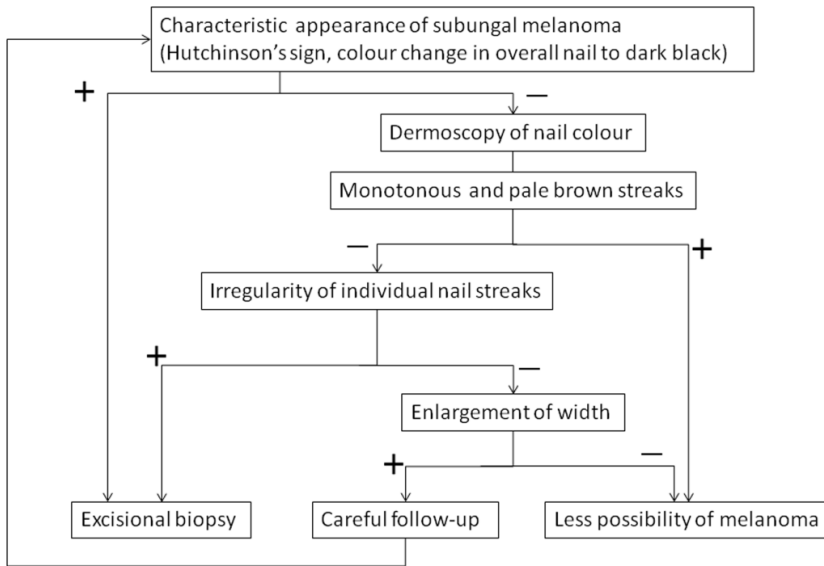 Characteristic appearance of subungal melanoma
(Hutchinson’s sign, colour change in overall nail to dark black)
+
—
Dermoscopy of nail colour
Monotonous and pale brown streaks
—
+
Irregularity of individual nail streaks
+
—
Enlargement of width
+
—
Excisional biopsy
Careful follow-up
Less possibility of melanoma